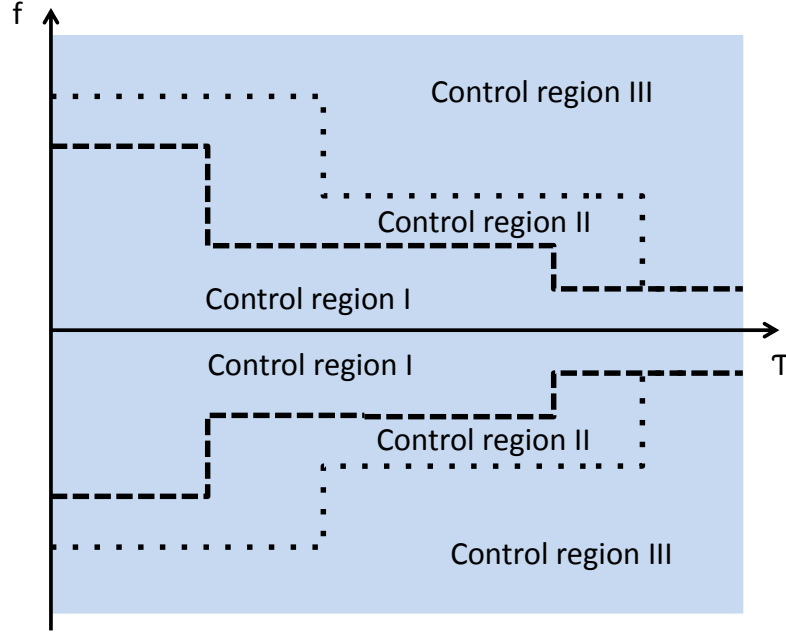 f
Control region III
Control region II
Control region I
Control region I
Ƭ
Control region II
Control region III